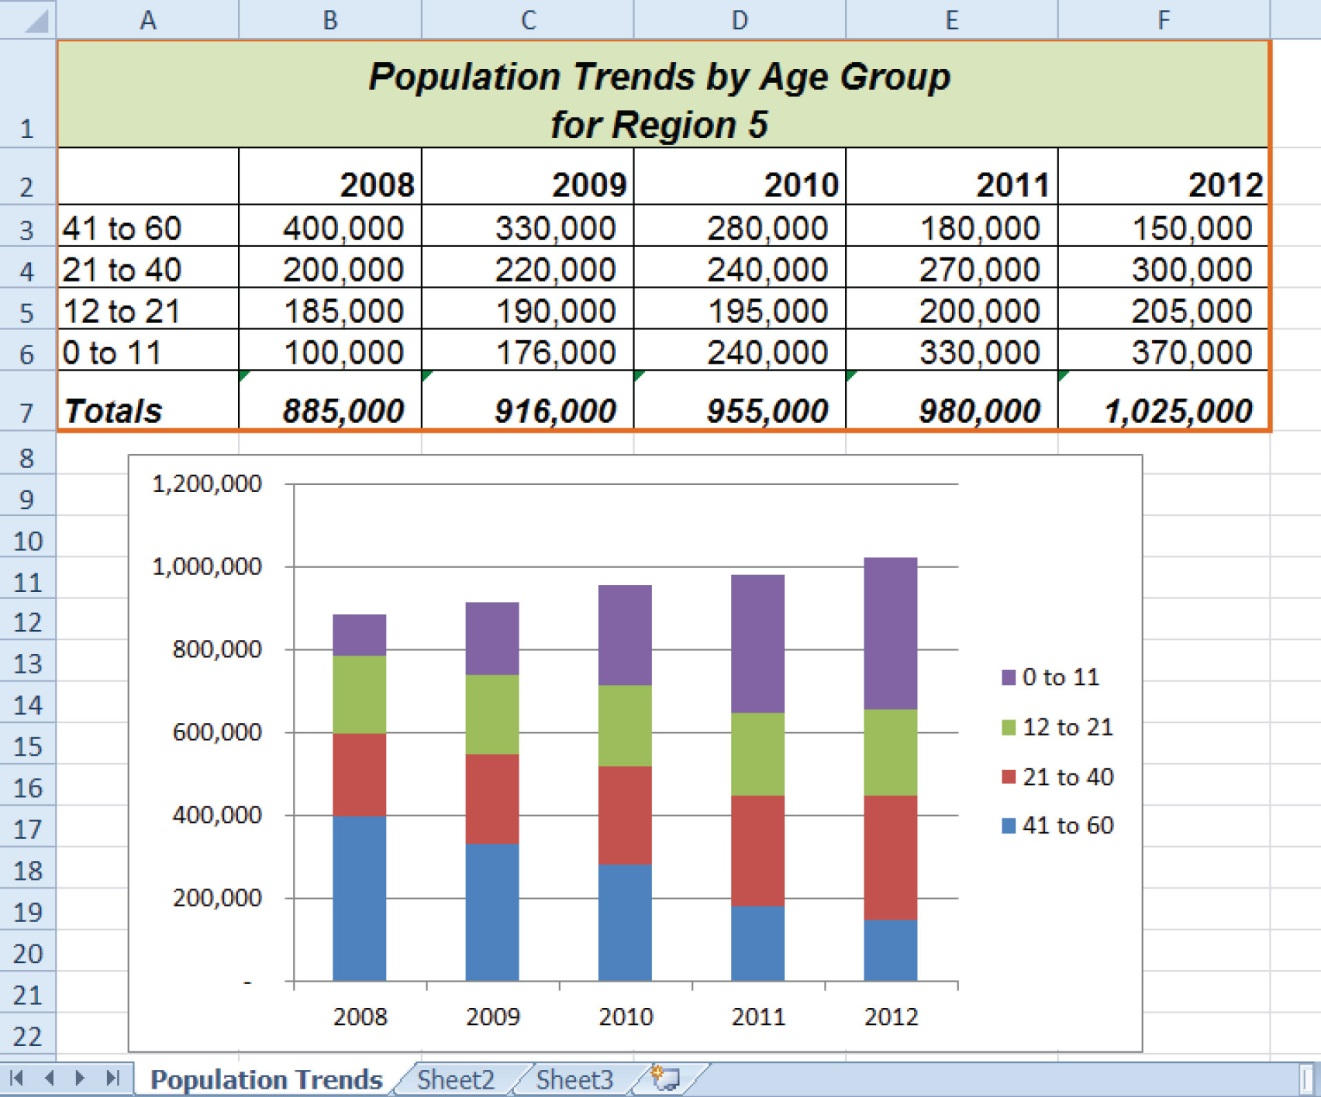 A B C D E F
1 Population Trends by Age Group
for Region 5
2 2008 2009 2010 2011 2012
3 41 to 60 400,000 330,000 280,000 180,000 150,000
4 21 to 40 200,000 220,000 240,000 270,000 300,000
5 12 to 21 185,000 190,000 195,000 200,000 205,000
6 0 to 11 100,000 176,000 240,000 330,000 370,000
7 Totals 885,000 916,000 955,000 980,000 1,025,000
8
9
10
11
12
13
14
15
16
17
18
19
20
21
22
1,200,000
1,000,000
800,000
600,000
400,000
200,000
-
2008 2009 2010 2011 2012
0 to 11
12 to 21
21 to 40
41 to 60
Population Trends Sheet2 Sheet3